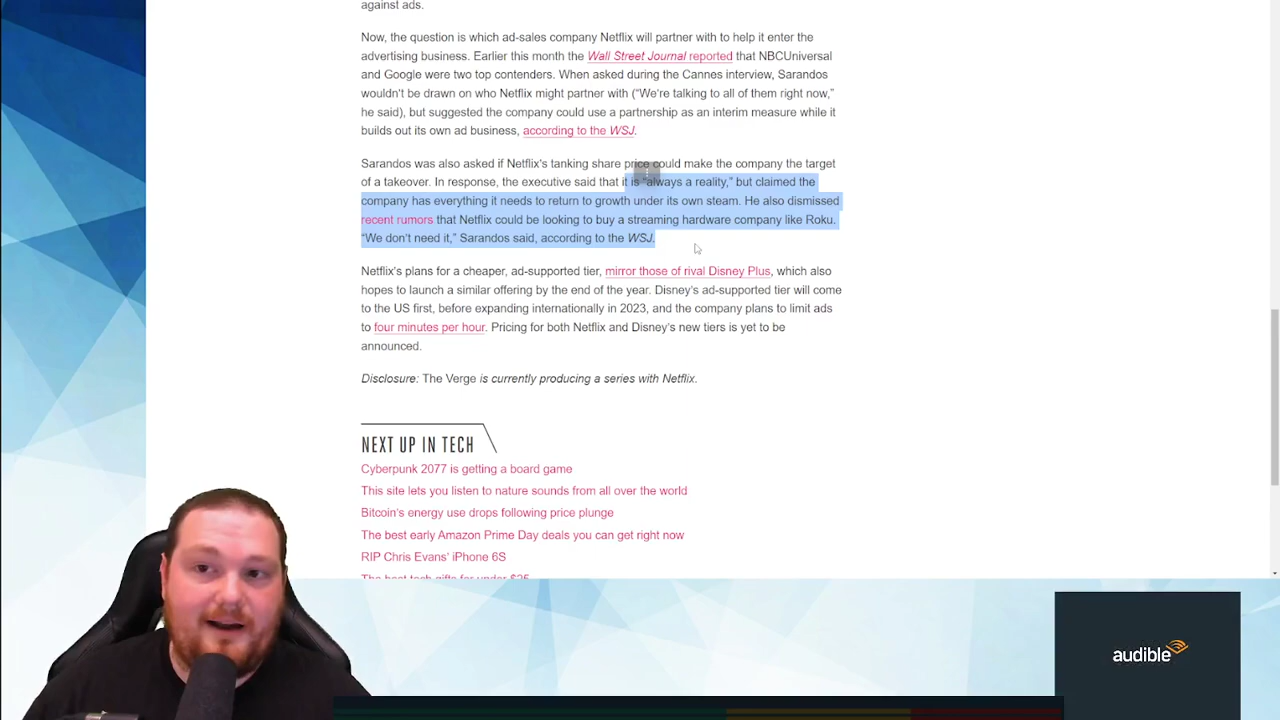 against ads.
Now, the question is which ad-sales company Netflix will partner with to help it enter the
advertising business. Earlier this month the Wall Street Journal reported that NBCUniversal
and Google were two top contenders. When asked during the Cannes interview, Sarandos
wouldn't be drawn on who Netflix might partner with (“We're talking to all of them right now,”
he said), but suggested the company could use a partnership as an interim measure while it
builds out its own ad business, according to the WSJ.
Sarandos was also asked if Netflix's tanking share price could make the company the target
of a takeover. In response, the executive said that it is “always a reality,” but claimed the
company has everything it needs to return to growth under its own steam. He also dismissed
recent rumors that Netflix could be looking to buy a streaming hardware company like Roku.
“We don't need it,” Sarandos said, according to the WSJ.
Netflix's plans for a cheaper, ad-supported tier, mirror those of rival Disney Plus, which also
hopes to launch a similar offering by the end of the year. Disney's ad-supported tier will come
to the US first, before expanding internationally in 2023, and the company plans to limit ads
to four minutes per hour. Pricing for both Netflix and Disney's new tiers is yet to be
announced.
Disclosure: The Verge is currently producing a series with Netflix.
NEXT UP IN TECH
Cyberpunk 2077 is getting a board game
This site lets you listen to nature sounds from all over the world
Bitcoin's energy use drops following price plunge
The best early Amazon Prime Day deals you can get right now
RIP Chris Evans' iPhone 6S
The best tech gifts for under $25
audible